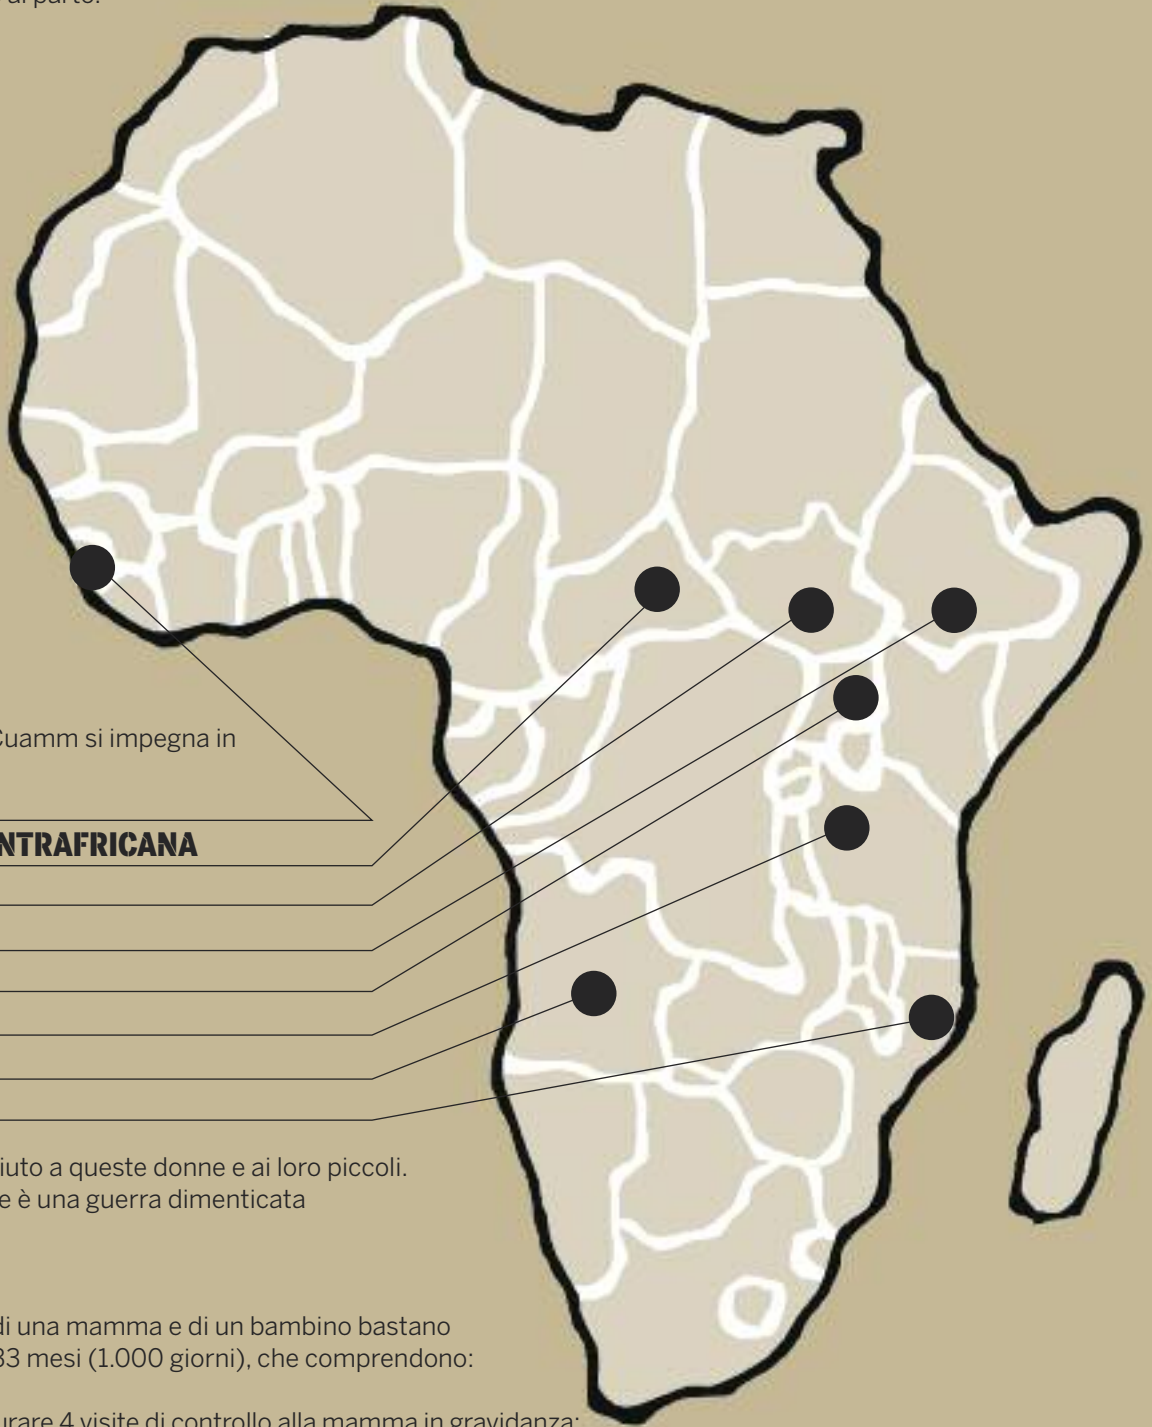 al parto.
Cuamm si impegna in
NTRAFRICANA
iuto a queste donne e ai loro piccoli.
e è una guerra dimenticata
di una mamma e di un bambino bastano
33 mesi (1.000 giorni), che comprendono:
urare 4 visite di controllo alla mamma in gravidanza;